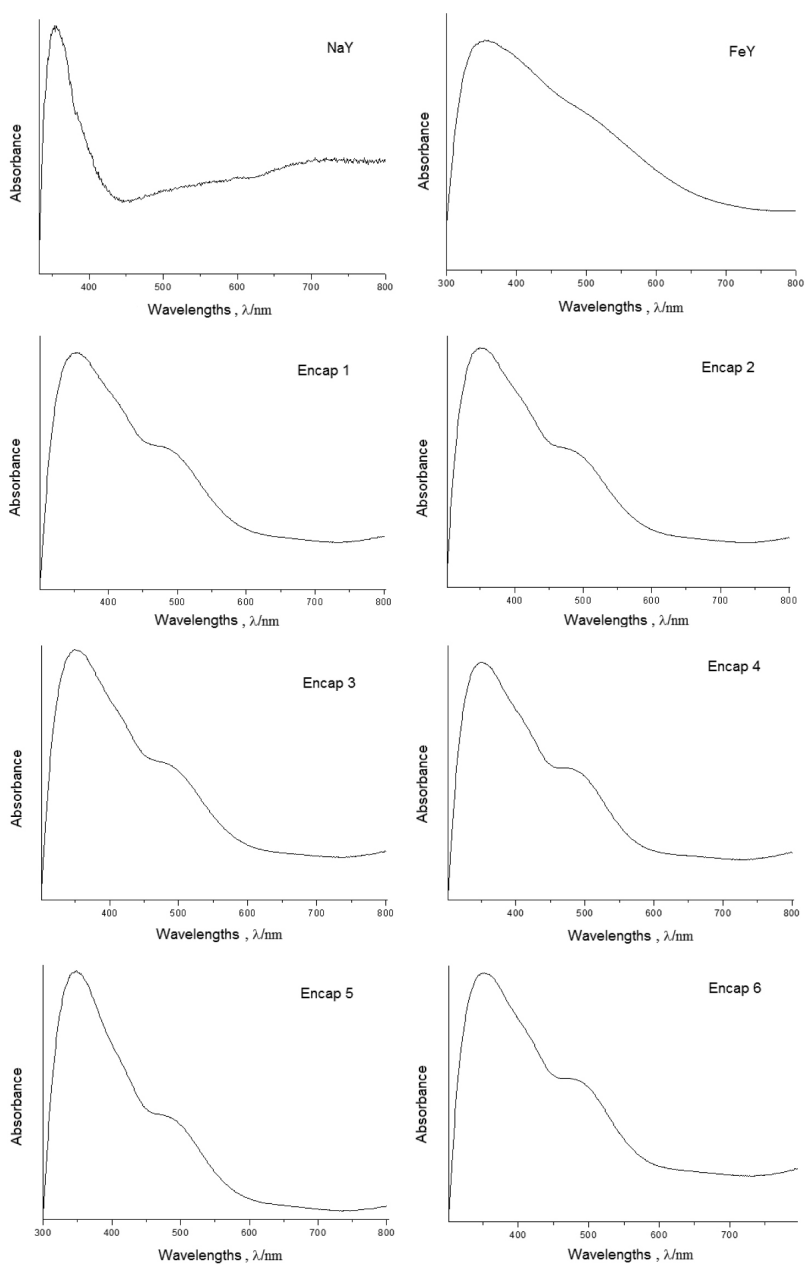 NaY
Absorbance
400 500 600 700 800
Wavelengths , λ/nm
FeY
Absorbance
300 400 500 600 700 800
Wavelengths , λ/nm
Encap 1
Absorbance
400 500 600 700 800
Wavelengths , λ/nm
Encap 2
Absorbance
400 500 600 700 800
Wavelengths , λ/nm
Encap 3
Absorbance
400 500 600 700 800
Wavelengths , λ/nm
Encap 4
Absorbance
400 500 600 700 800
Wavelengths , λ/nm
Encap 5
Absorbance
300 400 500 600 700 800
Wavelengths , λ/nm
Encap 6
Absorbance
400 500 600 700
Wavelengths , λ/nm